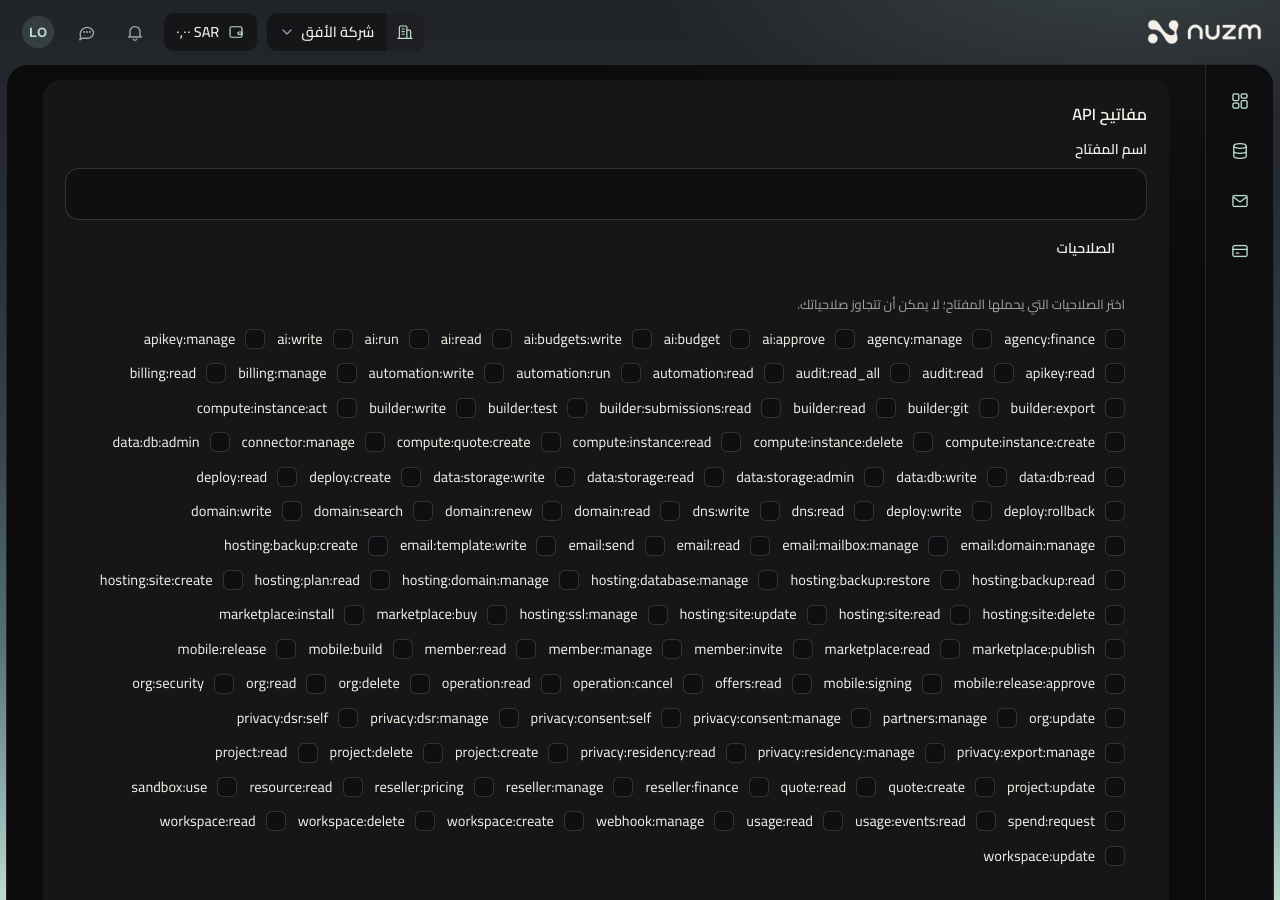 nuzm
شركة الأفق
٠٫٠٠ SAR
LO
مفاتيح API
اسم المفتاح
الصلاحيات
اختر الصلاحيات التي يحملها المفتاح؛ لا يمكن أن تتجاوز صلاحياتك.
agency:finance agency:manage ai:approve ai:budget ai:budgets:write ai:read ai:run ai:write apikey:manage
apikey:read audit:read audit:read_all automation:read automation:run automation:write billing:manage billing:read
builder:export builder:git builder:read builder:submissions:read builder:test builder:write compute:instance:act
compute:instance:create compute:instance:delete compute:instance:read compute:quote:create connector:manage data:db:admin
data:db:read data:db:write data:storage:admin data:storage:read data:storage:write deploy:create deploy:read
deploy:rollback deploy:write dns:read dns:write domain:read domain:renew domain:search domain:write
email:domain:manage email:mailbox:manage email:read email:send email:template:write hosting:backup:create
hosting:backup:read hosting:backup:restore hosting:database:manage hosting:domain:manage hosting:plan:read hosting:site:create
hosting:site:delete hosting:site:read hosting:site:update hosting:ssl:manage marketplace:buy marketplace:install
marketplace:publish marketplace:read member:invite member:manage member:read mobile:build mobile:release
mobile:release:approve mobile:signing offers:read operation:cancel operation:read org:delete org:read org:security
org:update partners:manage privacy:consent:manage privacy:consent:self privacy:dsr:manage privacy:dsr:self
privacy:export:manage privacy:residency:manage privacy:residency:read project:create project:delete project:read
project:update quote:create quote:read reseller:finance reseller:manage reseller:pricing resource:read sandbox:use
spend:request usage:events:read usage:read webhook:manage workspace:create workspace:delete workspace:read
workspace:update